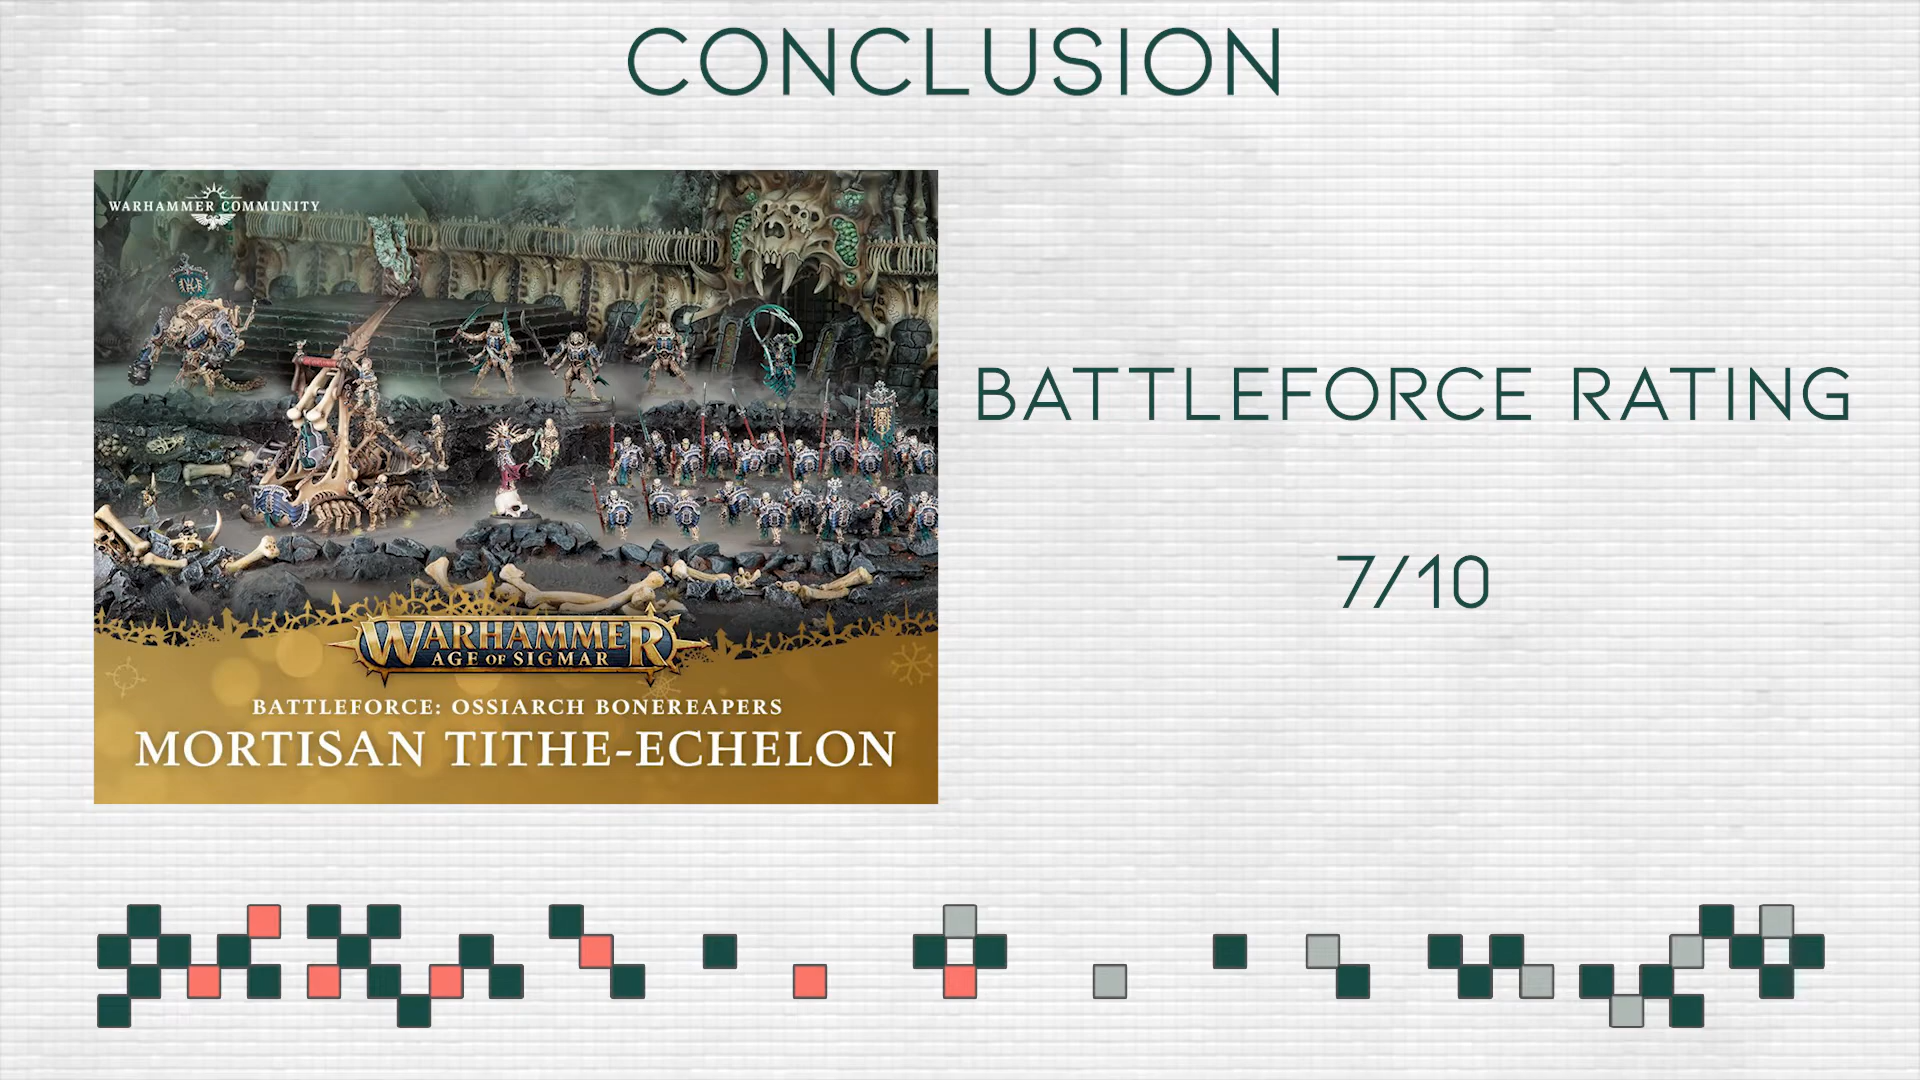 CONCLUSION
WARHAMMER COMMUNITY
WARHAMMER
AGE OF SIGMAR
BATTLEFORCE: OSSIARCH BONEREAPERS
MORTISAN TITHE-ECHELON
BATTLEFORCE RATING
7/10